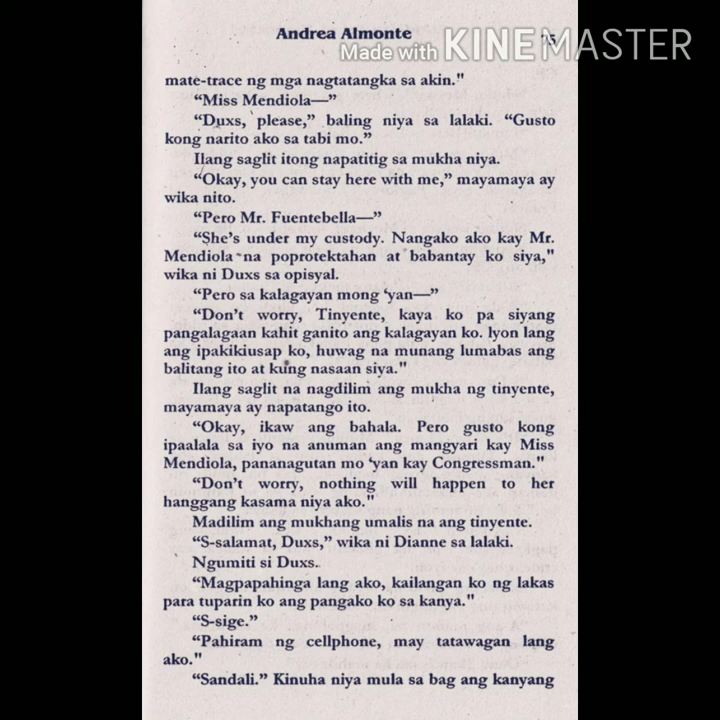 Andrea Almonte
Made with KINEMASTER
mate-trace ng mga nagtatangka sa akin."
“Miss Mendiola—”
“Duxs, please,” baling niya sa lalaki. “Gusto
kong narito ako sa tabi mo.”
Ilang saglit itong napatitig sa mukha niya.
“Okay, you can stay here with me,” mayamaya ay
wika nito.
“Pero Mr. Fuentebella—”
“She’s under my custody. Nangako ako kay Mr.
Mendiola na poprotektahan at babantay ko siya,"
wika ni Duxs sa opisyal.
“Pero sa kalagayan mong ‘yan—”
“Don’t worry, Tinyente, kaya ko pa siyang
pangalagaan kahit ganito ang kalagayan ko. Iyon lang
ang ipakikiusap ko, huwag na munang lumabas ang
balitang ito at kung nasaan siya."
Ilang saglit na nagdilim ang mukha ng tinyente,
mayamaya ay napatango ito.
“Okay, ikaw ang bahala. Pero gusto kong
ipaalala sa iyo na anuman ang mangyari kay Miss
Mendiola, pananagutan mo ‘yan kay Congressman."
“Don’t worry, nothing will happen to her
hanggang kasama niya ako."
Madilim ang mukhang umalis na ang tinyente.
“S-salamat, Duxs,” wika ni Dianne sa lalaki.
Ngumiti si Duxs.
“Magpapahinga lang ako, kailangan ko ng lakas
para tuparin ko ang pangako ko sa kanya."
“S-sige.”
“Pahiram ng cellphone, may tatawagan lang
ako."
“Sandali.” Kinuha niya mula sa bag ang kanyang